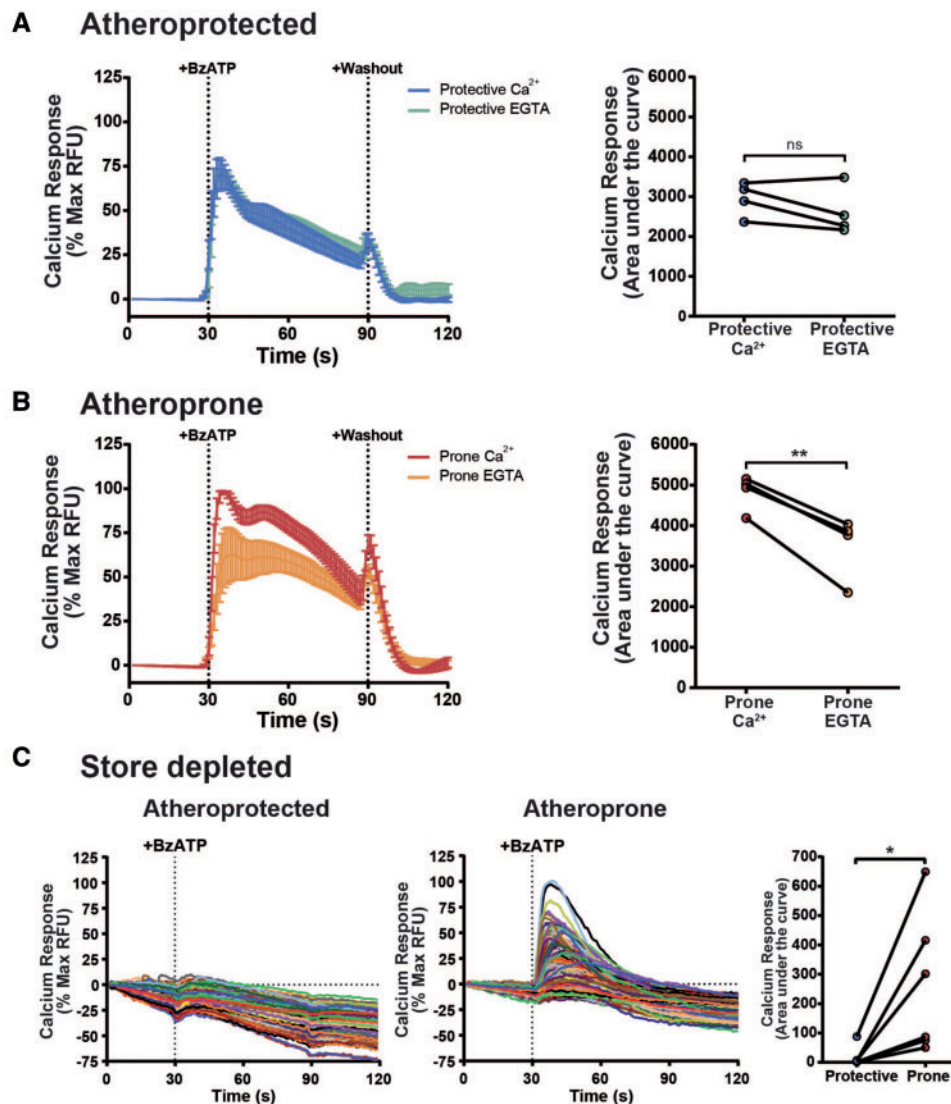 A Atheroprotected
+BzATP +Washout
Protective Ca²⁺
Protective EGTA
Calcium Response
(% Max RFU)
125
100
75
50
25
0
0 30 60 90 120
Time (s)
Calcium Response
(Area under the curve)
6000
5000
4000
3000
2000
1000
0
ns
Protective Protective
Ca²⁺ EGTA
B Atheroprone
+BzATP +Washout
Prone Ca²⁺
Prone EGTA
Calcium Response
(% Max RFU)
125
100
75
50
25
0
0 30 60 90 120
Time (s)
Calcium Response
(Area under the curve)
6000
5000
4000
3000
2000
1000
0
**
Prone Prone
Ca²⁺ EGTA
C Store depleted
Atheroprotected
+BzATP
Calcium Response
(% Max RFU)
125
100
75
50
25
0
-25
-50
-75
0 30 60 90 120
Time (s)
Atheroprone
+BzATP
Calcium Response
(% Max RFU)
125
100
75
50
25
0
-25
-50
-75
0 30 60 90 120
Time (s)
Calcium Response
(Area under the curve)
700
600
500
400
300
200
100
0
*
Protective Prone